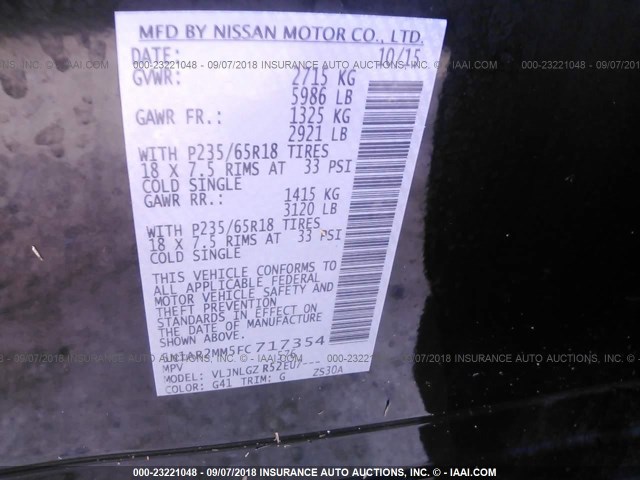 MFD BY NISSAN MOTOR CO., LTD.
DATE: 10/15
GVWR: 2715 KG
5986 LB
GAWR FR.: 1325 KG
2921 LB
WITH P235/65R18 TIRES
18 X 7.5 RIMS AT 33 PSI
COLD SINGLE
GAWR RR.: 1415 KG
3120 LB
WITH P235/65R18 TIRES
18 X 7.5 RIMS AT 33 PSI
COLD SINGLE
THIS VEHICLE CONFORMS TO
ALL APPLICABLE FEDERAL
MOTOR VEHICLE SAFETY AND
THEFT PREVENTION
STANDARDS IN EFFECT ON
THE DATE OF MANUFACTURE
SHOWN ABOVE.
5N1AR2MM5FC717354
MPV
MODEL: VLJNLGZ R52EU7---
COLOR: G41 TRIM: G ZS30A
000-23221048 - 09/07/2018 INSURANCE AUTO AUCTIONS, INC. - © IAAI.COM